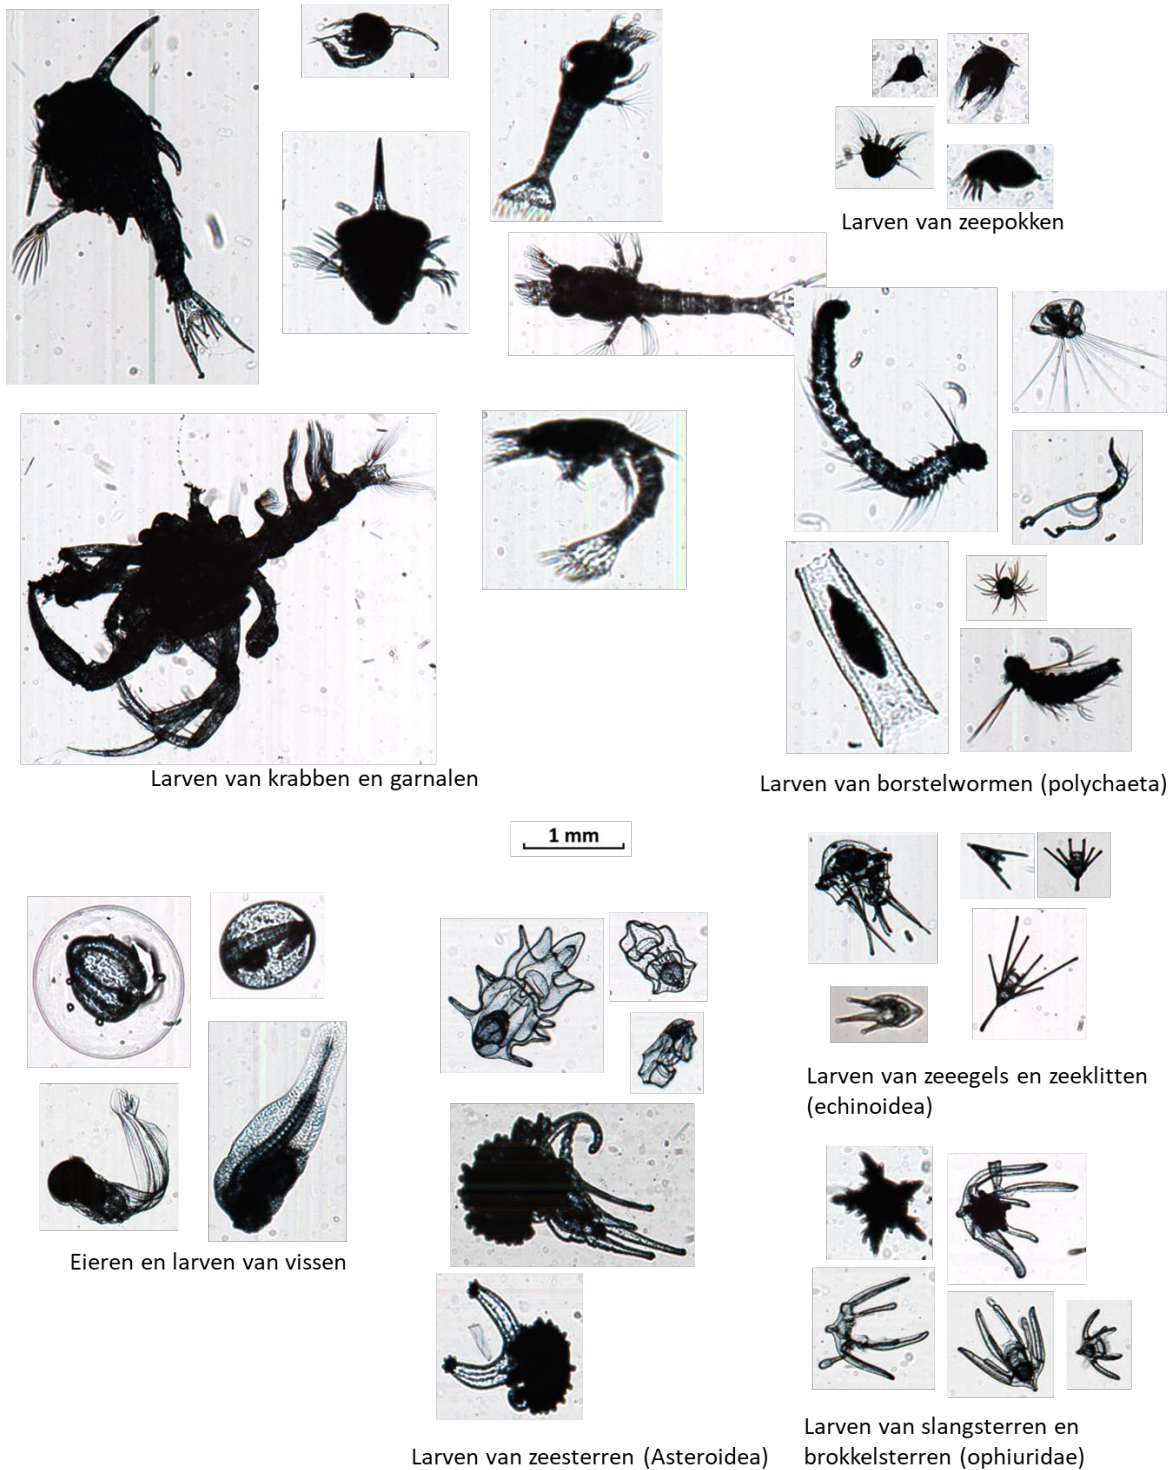 Larven van zeepokken
Larven van krabben en garnalen
Larven van borstelwormen (polychaeta)
1 mm
Larven van zeeegels en zeeklitten
(echinoidea)
Eieren en larven van vissen
Larven van zeesterren (Asteroidea)
Larven van slangsterren en
brokkelsterren (ophiuridae)